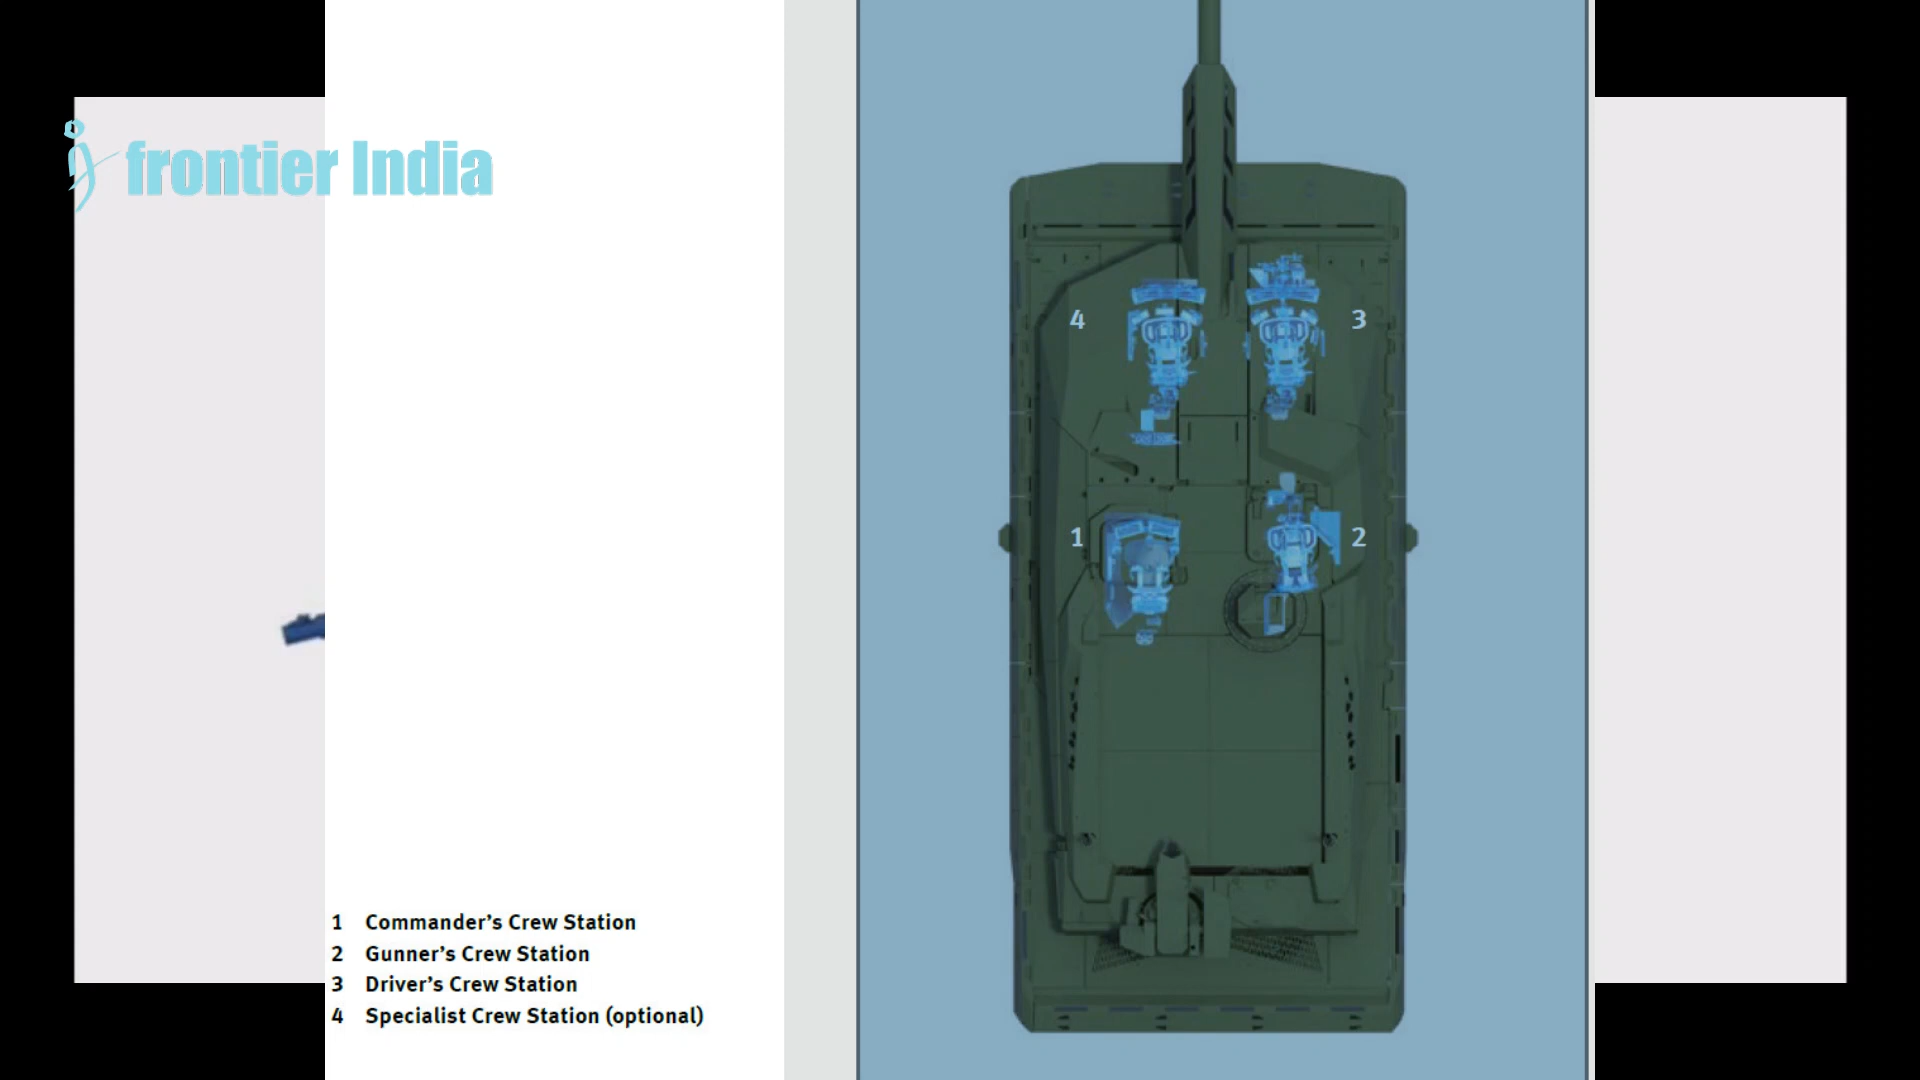 frontier India
4 3
1 2
1 Commander’s Crew Station
2 Gunner’s Crew Station
3 Driver’s Crew Station
4 Specialist Crew Station (optional)